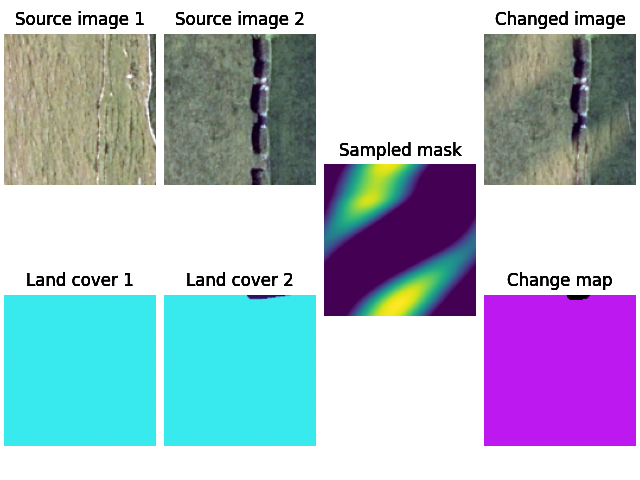 Source image 1
Source image 2
Changed image
Sampled mask
Land cover 1
Land cover 2
Change map